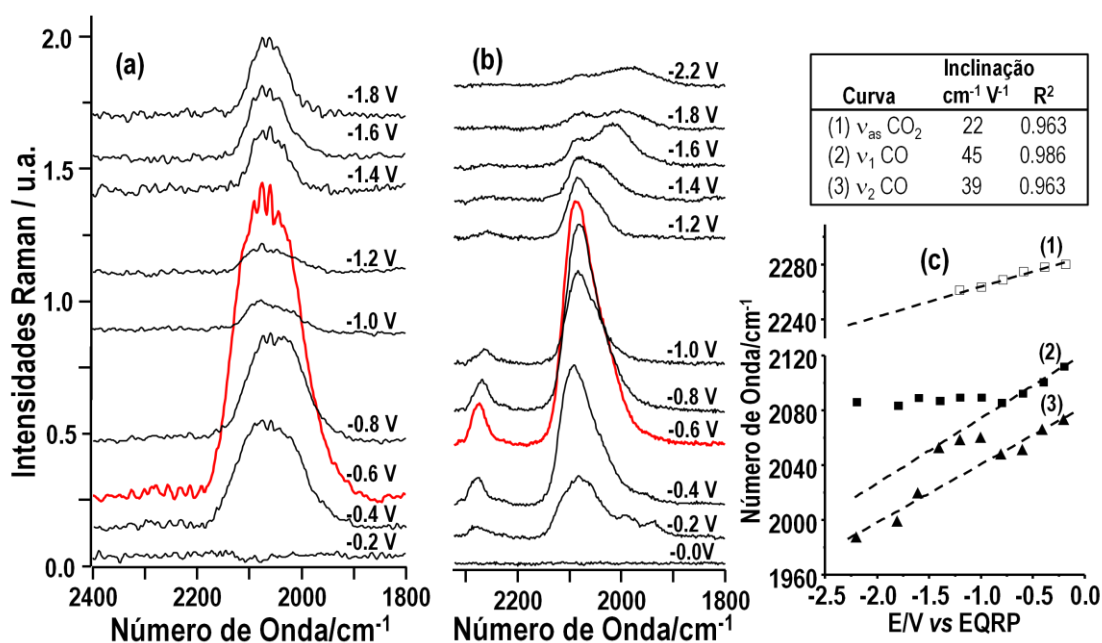 (a)
Intensidades Raman / u.a.
2.0
1.5
1.0
0.5
0.0
-1.8 V
-1.6 V
-1.4 V
-1.2 V
-1.0 V
-0.8 V
-0.6 V
-0.4 V
-0.2 V
2400 2200 2000 1800
Número de Onda/cm⁻¹
(b)
-2.2 V
-1.8 V
-1.6 V
-1.4 V
-1.2 V
-1.0 V
-0.8 V
-0.6 V
-0.4 V
-0.2 V
-0.0V
2200 2000 1800
Número de Onda/cm⁻¹
Inclinação
Curva cm⁻¹ V⁻¹ R²
(1) νas CO₂ 22 0.963
(2) ν₁ CO 45 0.986
(3) ν₂ CO 39 0.963
(c)
(1)
(2)
(3)
Número de Onda/cm⁻¹
2280
2240
2120
2080
2040
2000
1960
-2.5 -2.0 -1.5 -1.0 -0.5 0.0
E/V vs EQRP